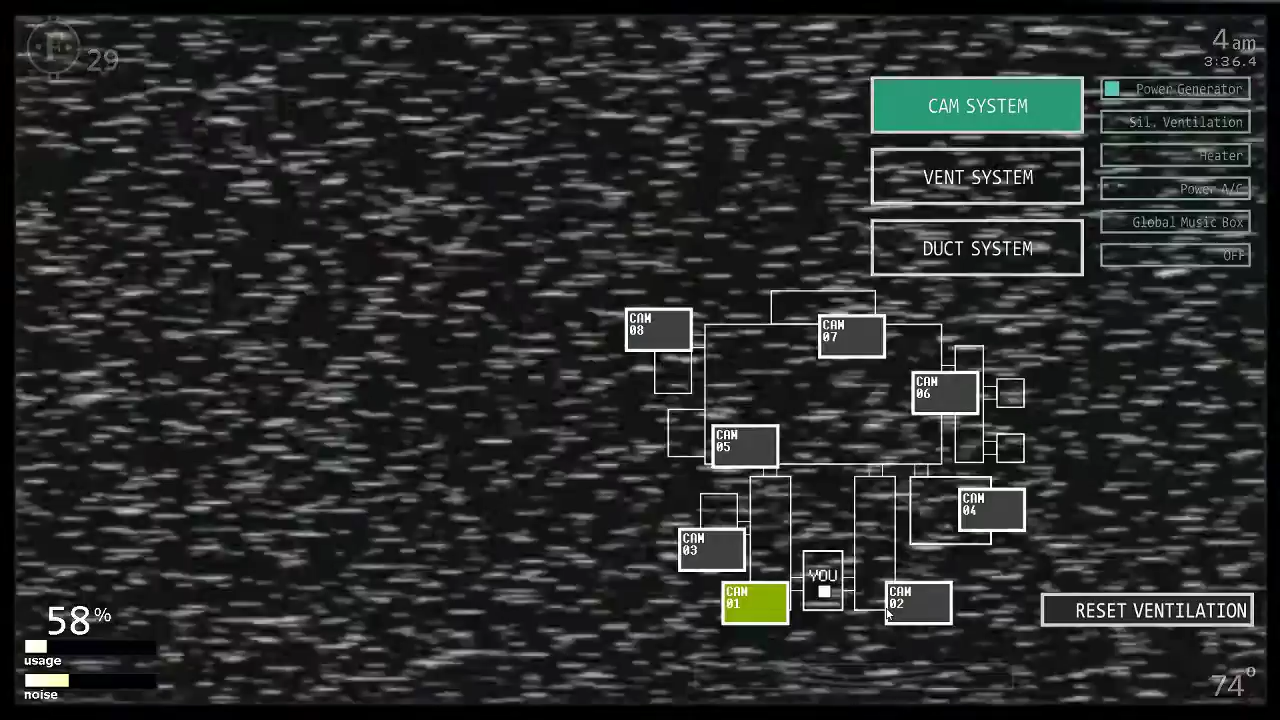 F 29
4 am
3:36.4
CAM SYSTEM
VENT SYSTEM
DUCT SYSTEM
Power Generator
Sil. Ventilation
Heater
Power A/C
Global Music Box
OFF
CAM
08
CAM
07
CAM
06
CAM
05
CAM
04
CAM
03
YOU
CAM
01
CAM
02
RESET VENTILATION
58%
usage
noise
74°